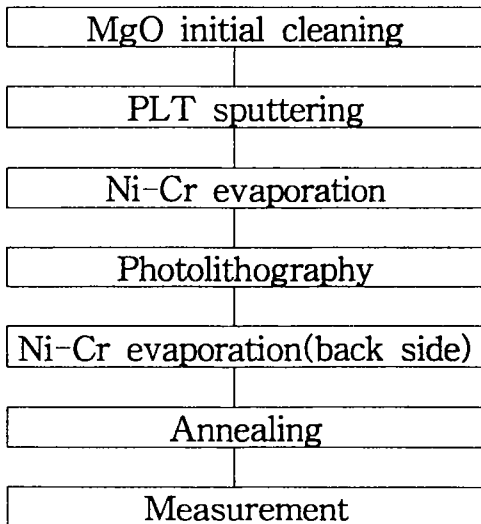 MgO initial cleaning
PLT sputtering
Ni-Cr evaporation
Photolithography
Ni-Cr evaporation(back side)
Annealing
Measurement